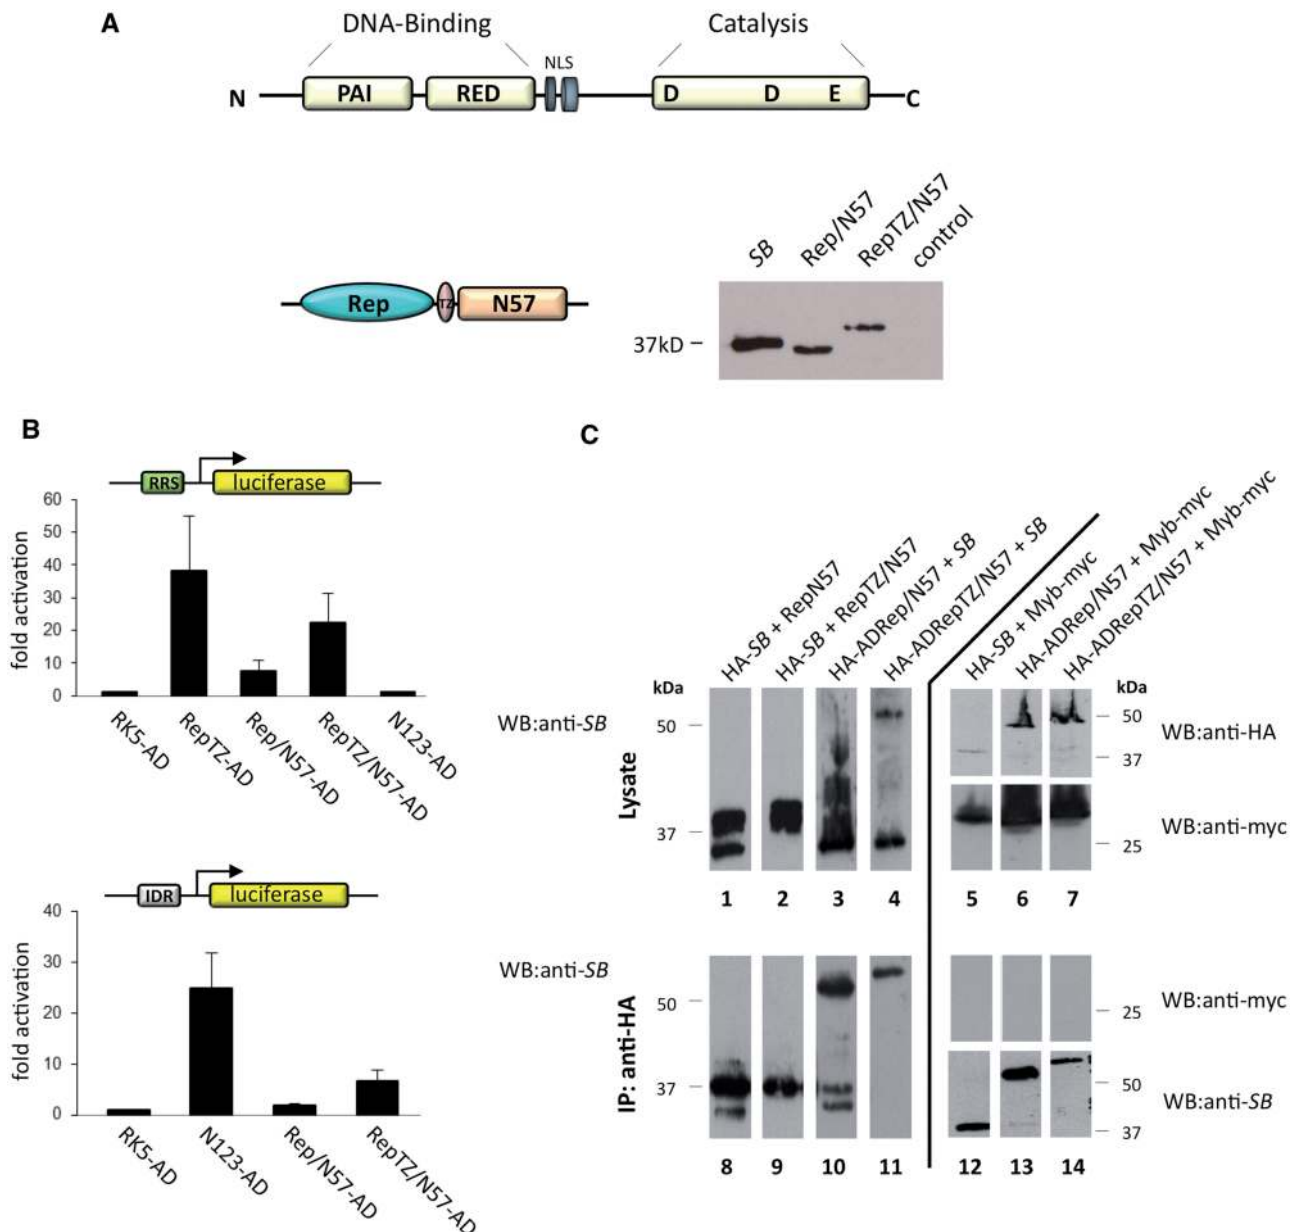 A
DNA-Binding
Catalysis
NLS
N PAI RED D D E C
SB
Rep/N57
RepTZ/N57
control
Rep TZ N57
37kD
B
RRS luciferase
60
50
40
30
20
10
0
fold activation
RK5-AD
RepTZ-AD
Rep/N57-AD
RepTZ/N57-AD
N123-AD
IDR luciferase
40
30
20
10
0
fold activation
RK5-AD
N123-AD
Rep/N57-AD
RepTZ/N57-AD
C
HA-SB + RepN57
HA-SB + RepTZ/N57
HA-ADRep/N57 + SB
HA-ADRepTZ/N57 + SB
HA-SB + Myb-myc
HA-ADRep/N57 + Myb-myc
HA-ADRepTZ/N57 + Myb-myc
kDa
kDa
WB:anti-SB
50
50
WB:anti-HA
37
Lysate
37
WB:anti-myc
25
1 2 3 4 5 6 7
WB:anti-SB
IP: anti-HA
50
37
WB:anti-myc
25
50
WB:anti-SB
37
8 9 10 11 12 13 14